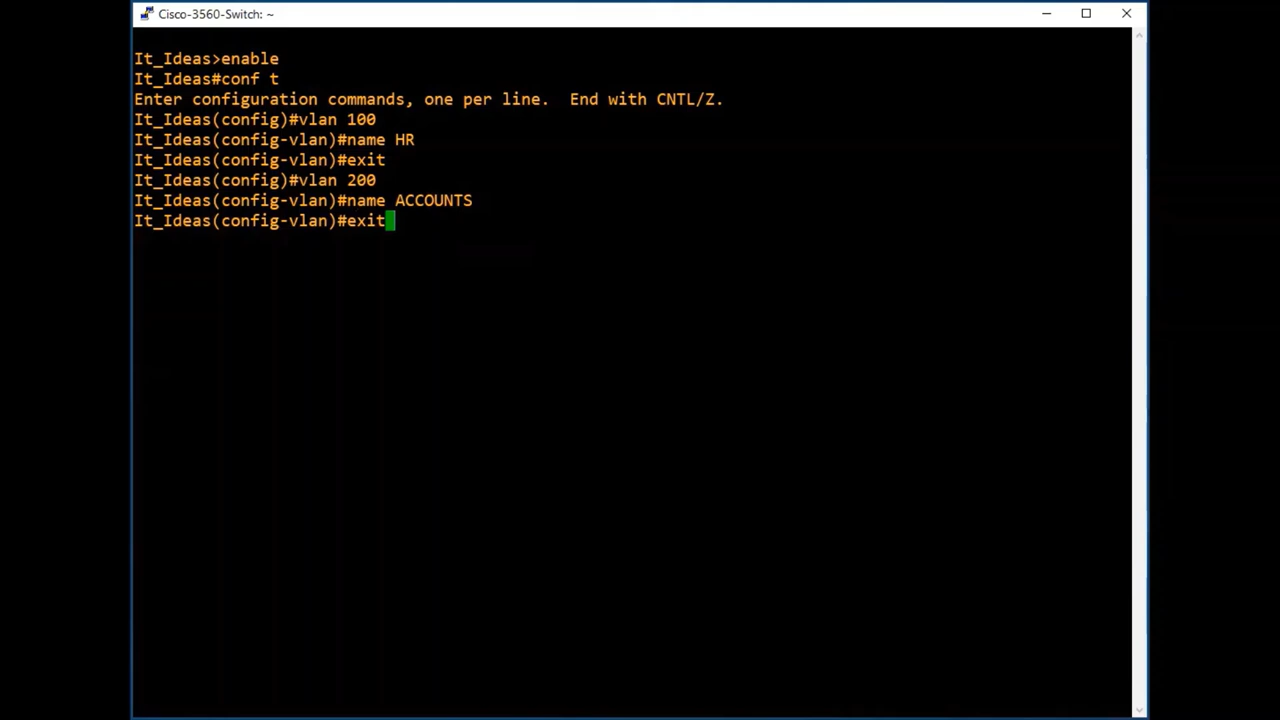 Cisco-3560-Switch: ~
It_Ideas>enable
It_Ideas#conf t
Enter configuration commands, one per line.  End with CNTL/Z.
It_Ideas(config)#vlan 100
It_Ideas(config-vlan)#name HR
It_Ideas(config-vlan)#exit
It_Ideas(config)#vlan 200
It_Ideas(config-vlan)#name ACCOUNTS
It_Ideas(config-vlan)#exit